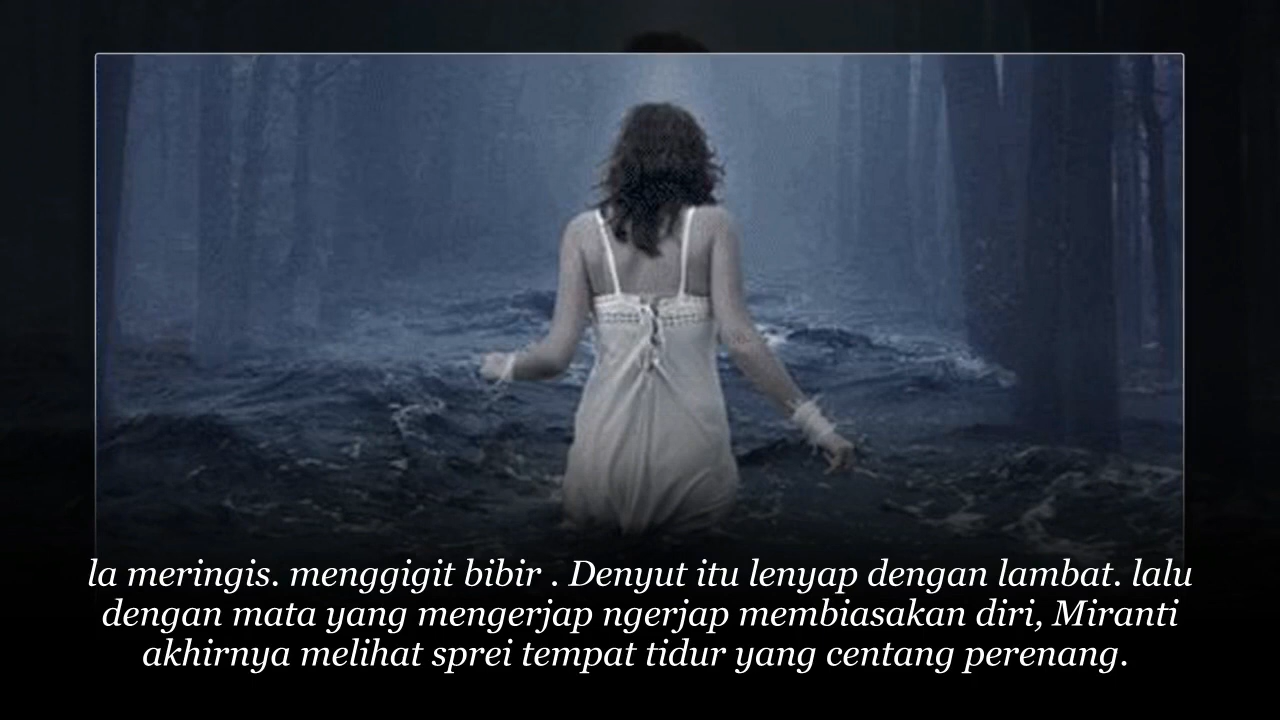 la meringis. menggigit bibir . Denyut itu lenyap dengan lambat. lalu
dengan mata yang mengerjap ngerjap membiasakan diri, Miranti
akhirnya melihat sprei tempat tidur yang centang perenang.